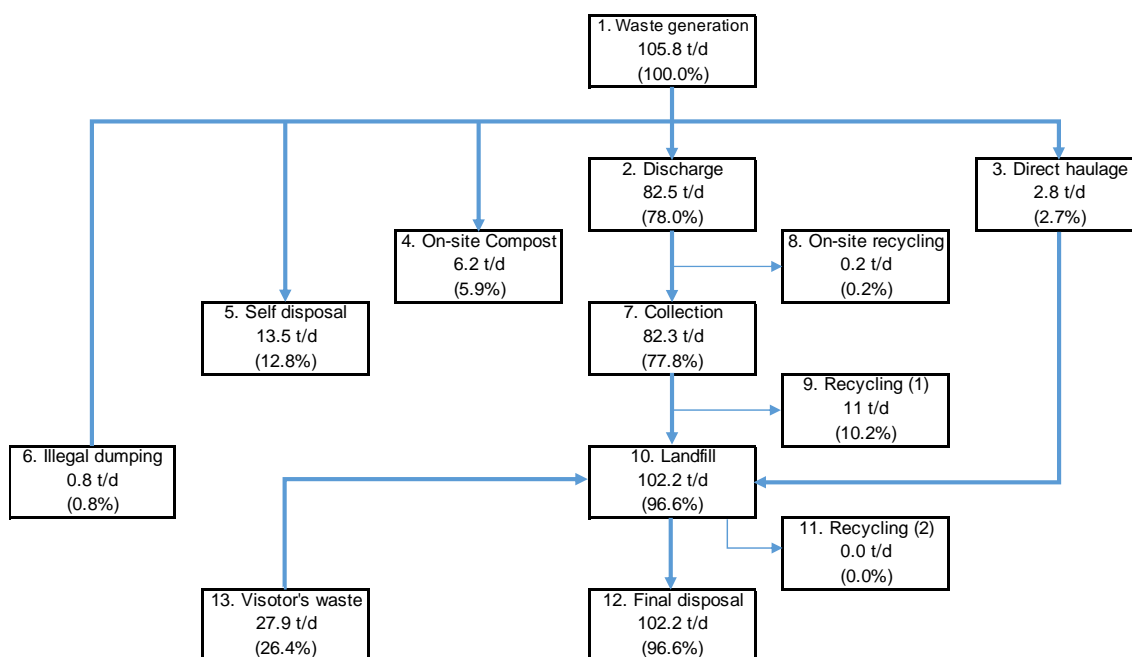 1. Waste generation
105.8 t/d
(100.0%)
2. Discharge
82.5 t/d
(78.0%)
3. Direct haulage
2.8 t/d
(2.7%)
4. On-site Compost
6.2 t/d
(5.9%)
8. On-site recycling
0.2 t/d
(0.2%)
5. Self disposal
13.5 t/d
(12.8%)
7. Collection
82.3 t/d
(77.8%)
9. Recycling (1)
11 t/d
(10.2%)
6. Illegal dumping
0.8 t/d
(0.8%)
10. Landfill
102.2 t/d
(96.6%)
11. Recycling (2)
0.0 t/d
(0.0%)
13. Visotor's waste
27.9 t/d
(26.4%)
12. Final disposal
102.2 t/d
(96.6%)